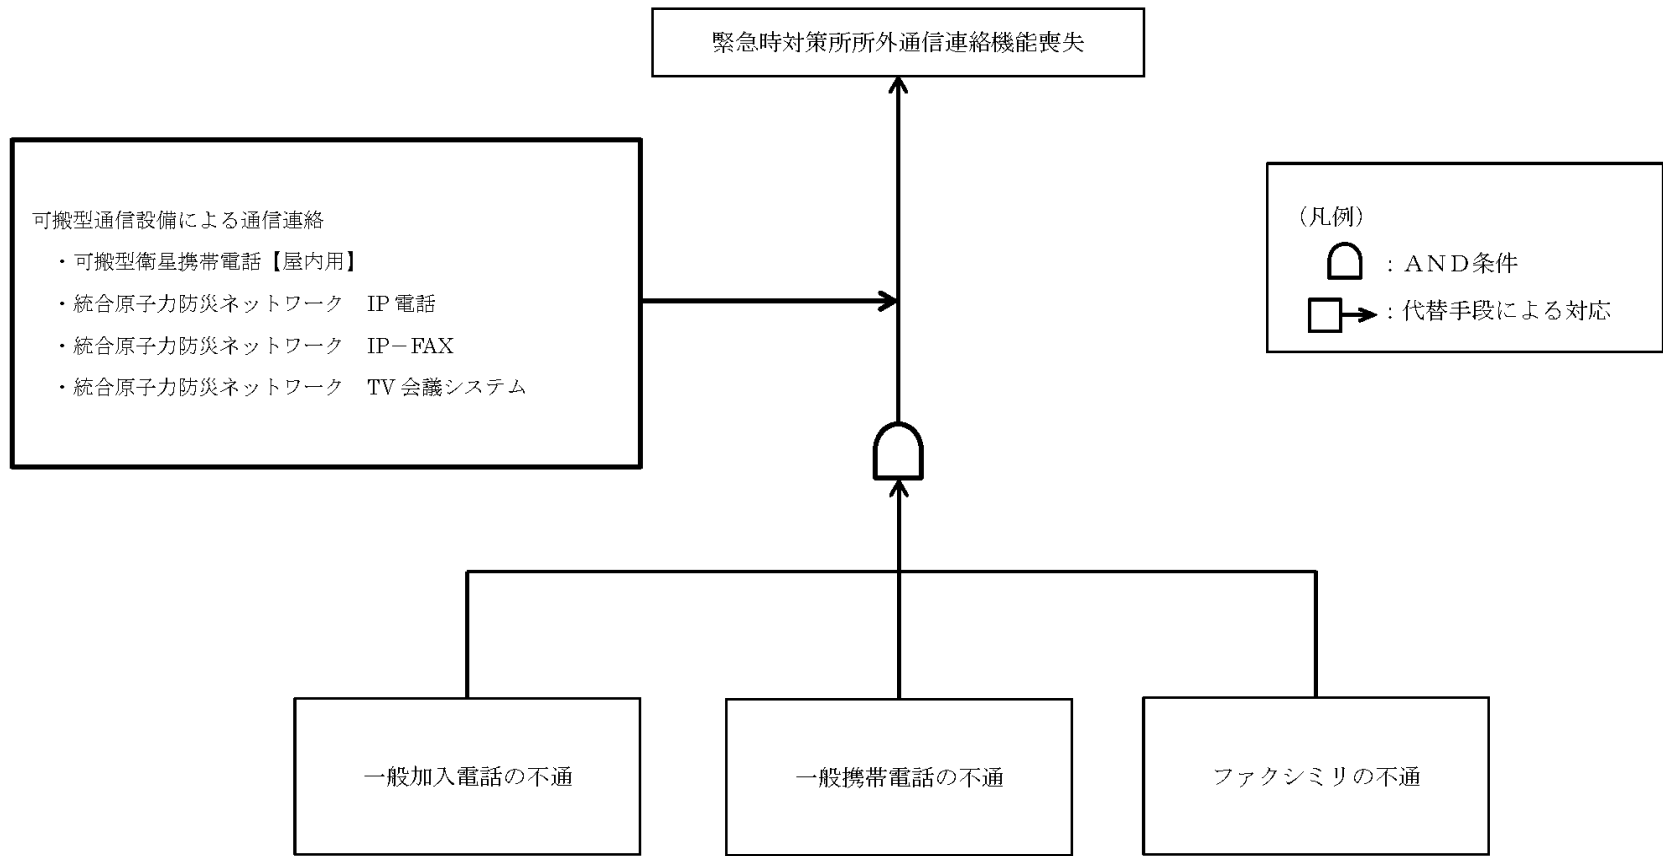 緊急時対策所所外通信連絡機能喪失
可搬型通信設備による通信連絡
・可搬型衛星携帯電話【屋内用】
・統合原子力防災ネットワーク　IP電話
・統合原子力防災ネットワーク　IP－FAX
・統合原子力防災ネットワーク　TV会議システム
（凡例）
：ＡＮＤ条件
：代替手段による対応
一般加入電話の不通
一般携帯電話の不通
ファクシミリの不通